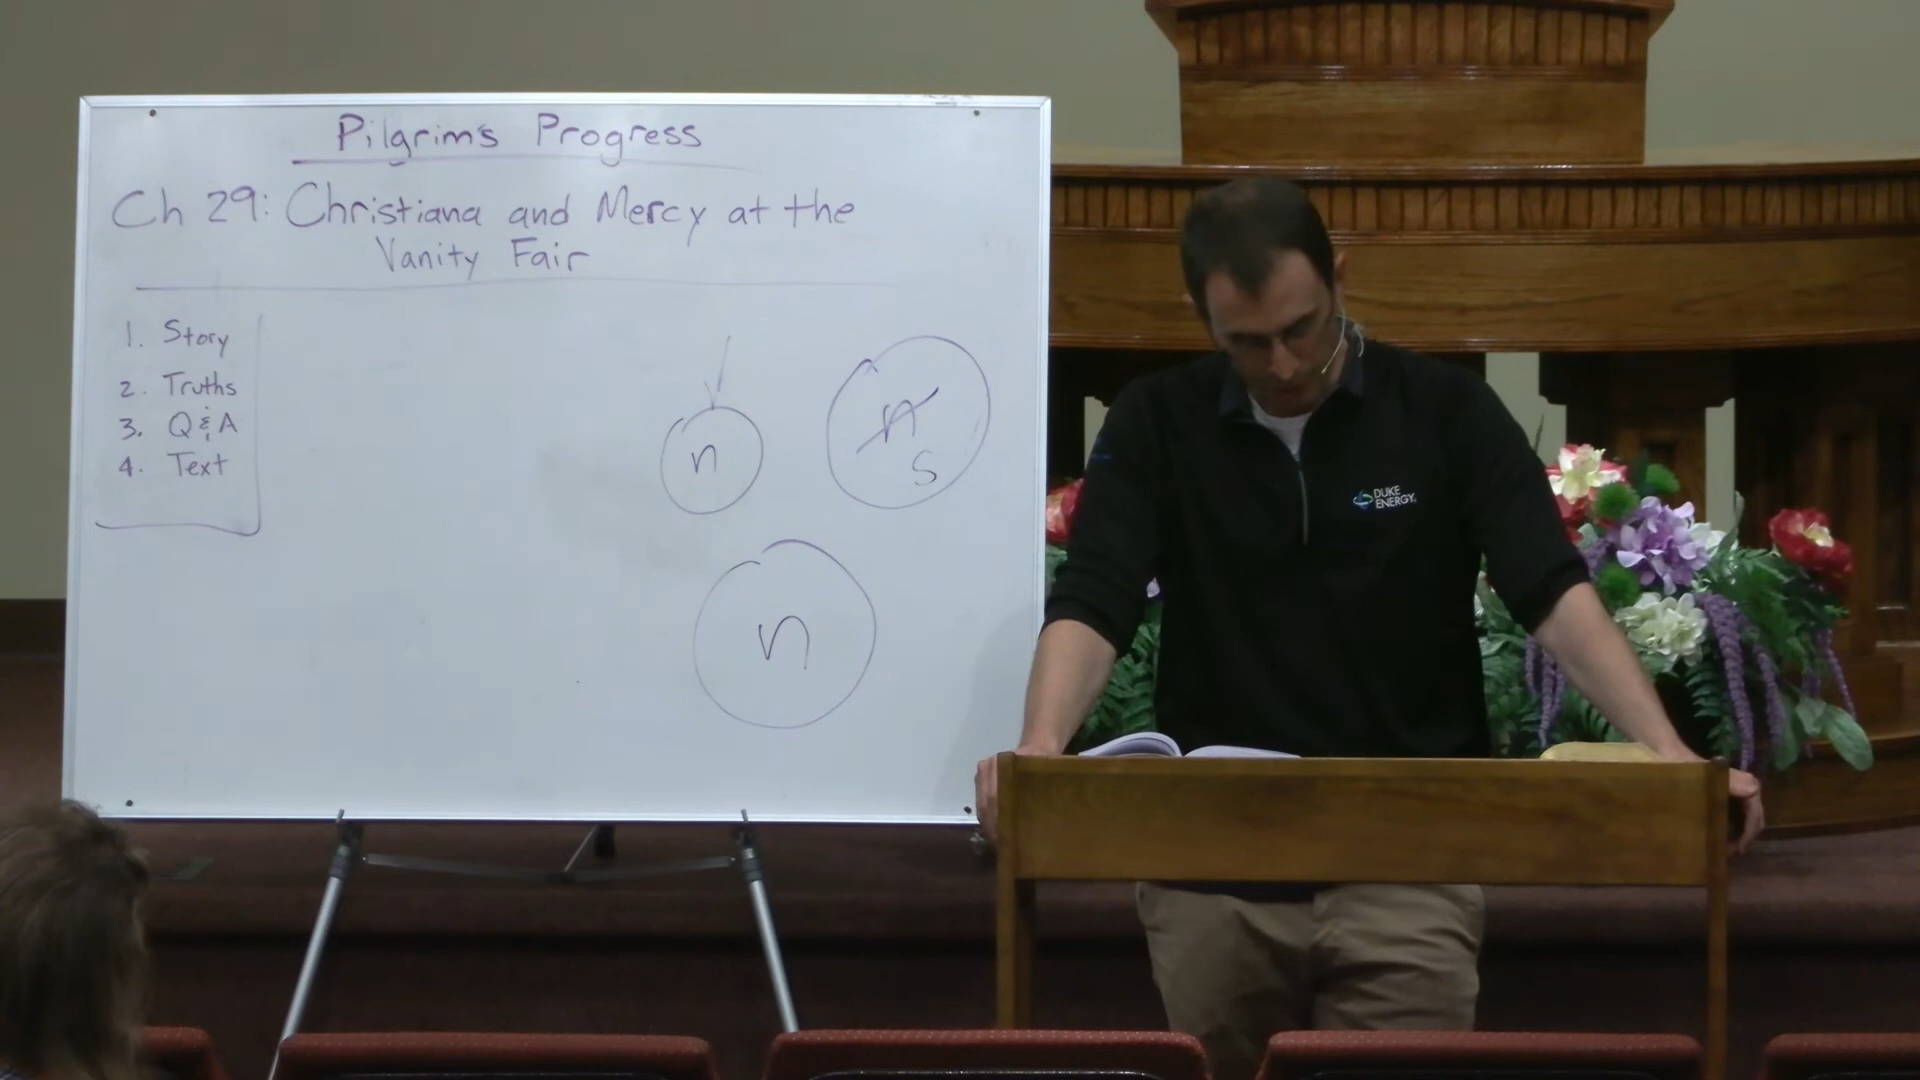 Pilgrim's Progress
Ch 29: Christiana and Mercy at the
Vanity Fair
1. Story
2. Truths
3. Q & A
4. Text
n
n
S
n
DUKE
ENERGY.